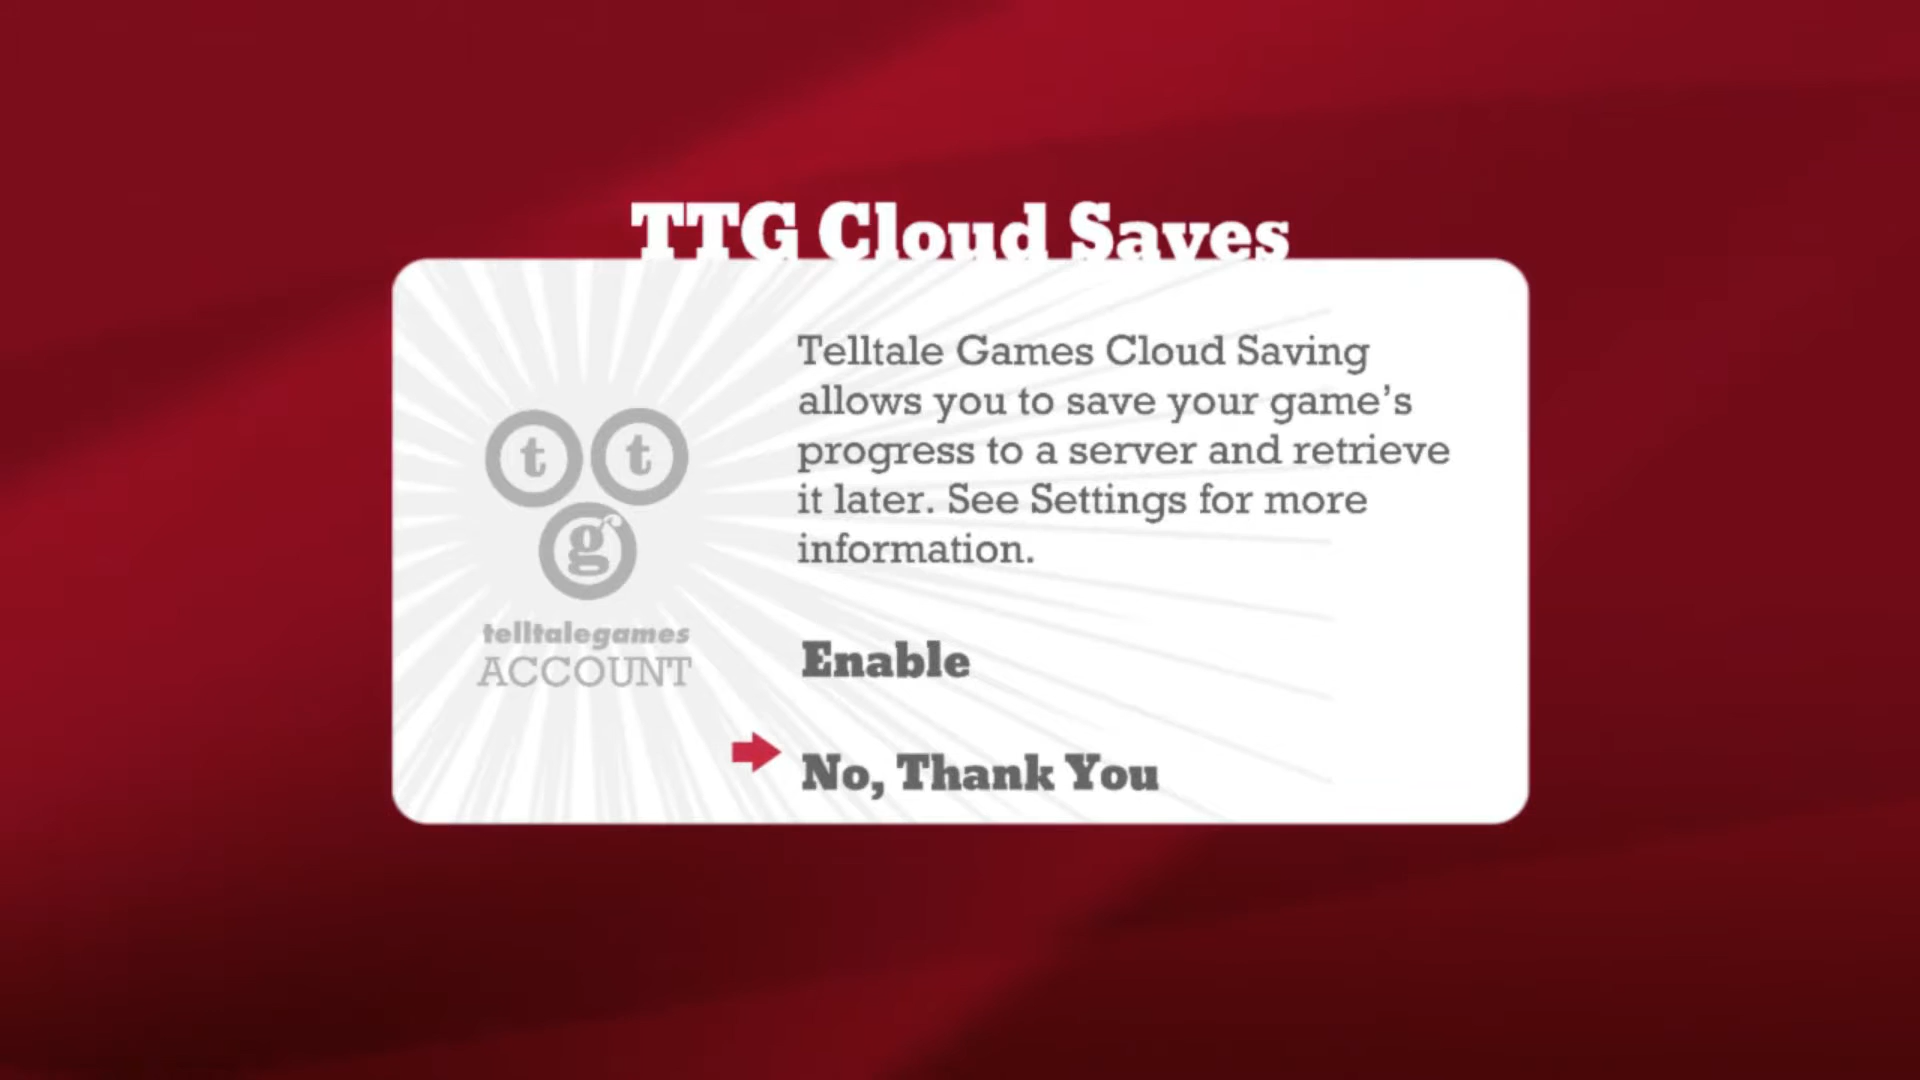 TTG Cloud Saves
Telltale Games Cloud Saving
allows you to save your game's
progress to a server and retrieve
it later. See Settings for more
information.
t t
g
telltalegames
ACCOUNT
Enable
No, Thank You